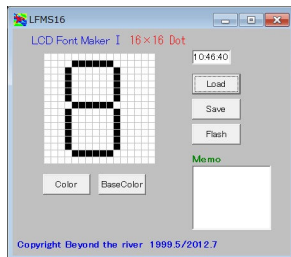 LFMS16
LCD Font Maker I 16×16 Dot
10:46:40
Load
Save
Flash
Memo
Color BaseColor
Copyright Beyond the river 1999.5/2012.7